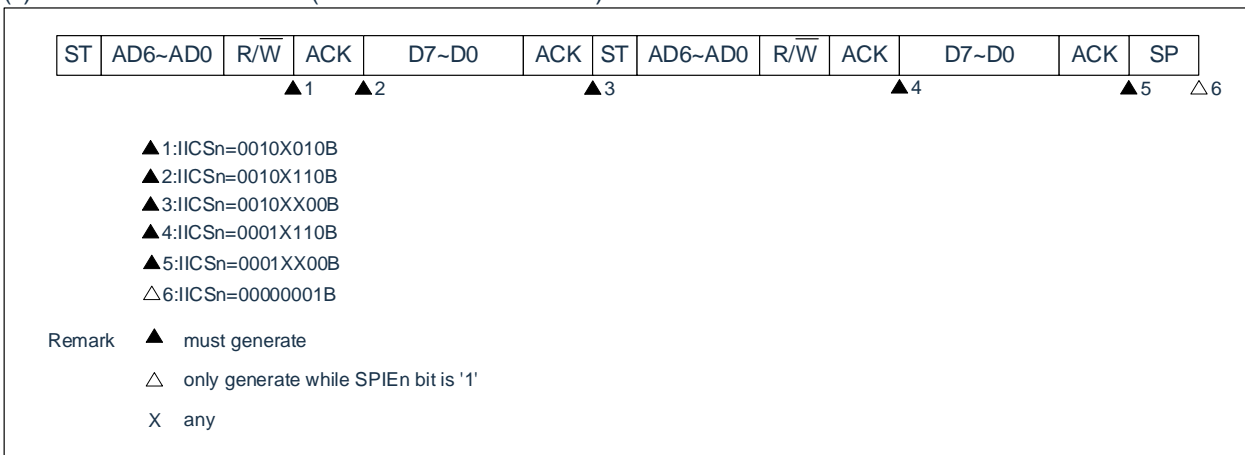 ST AD6~AD0 R/W̅ ACK D7~D0 ACK ST AD6~AD0 R/W̅ ACK D7~D0 ACK SP
▲1 ▲2 ▲3 ▲4 ▲5 △6
▲1:IICSn=0010X010B
▲2:IICSn=0010X110B
▲3:IICSn=0010XX00B
▲4:IICSn=0001X110B
▲5:IICSn=0001XX00B
△6:IICSn=00000001B
Remark ▲ must generate
△ only generate while SPIEn bit is '1'
X any